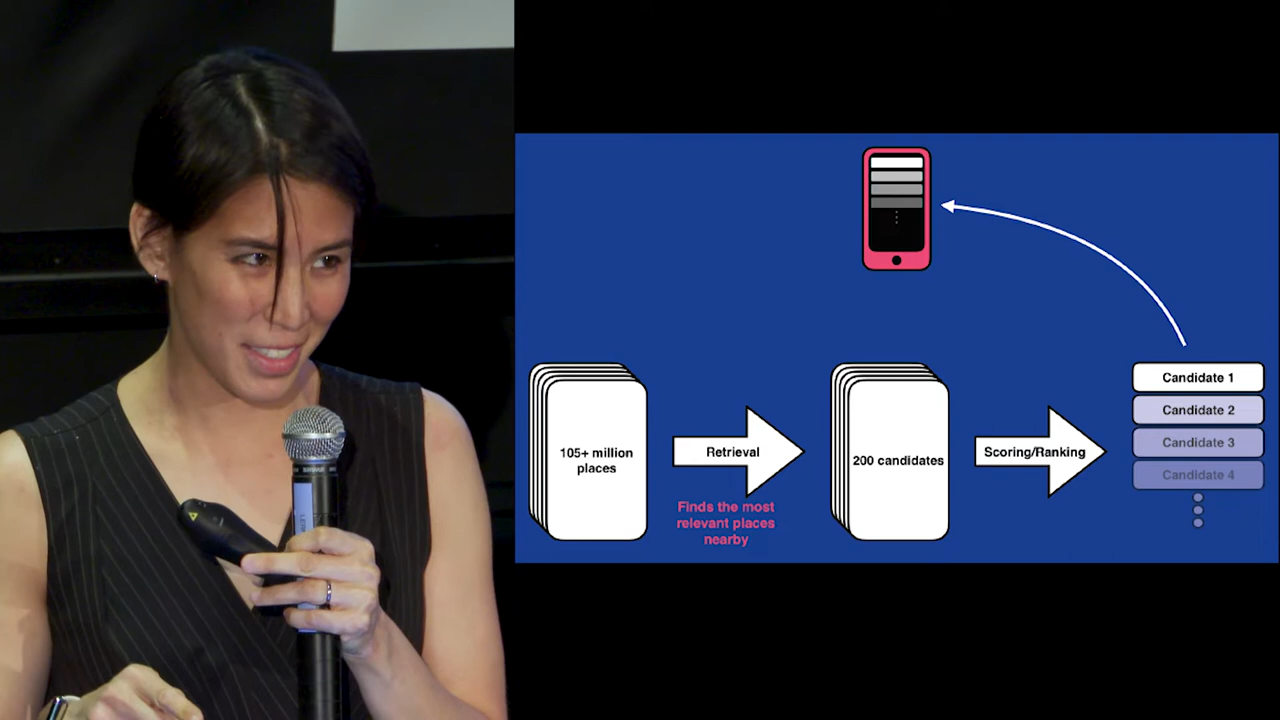 105+ million
places
Retrieval
Finds the most
relevant places
nearby
200 candidates
Scoring/Ranking
Candidate 1
Candidate 2
Candidate 3
Candidate 4
SHURE